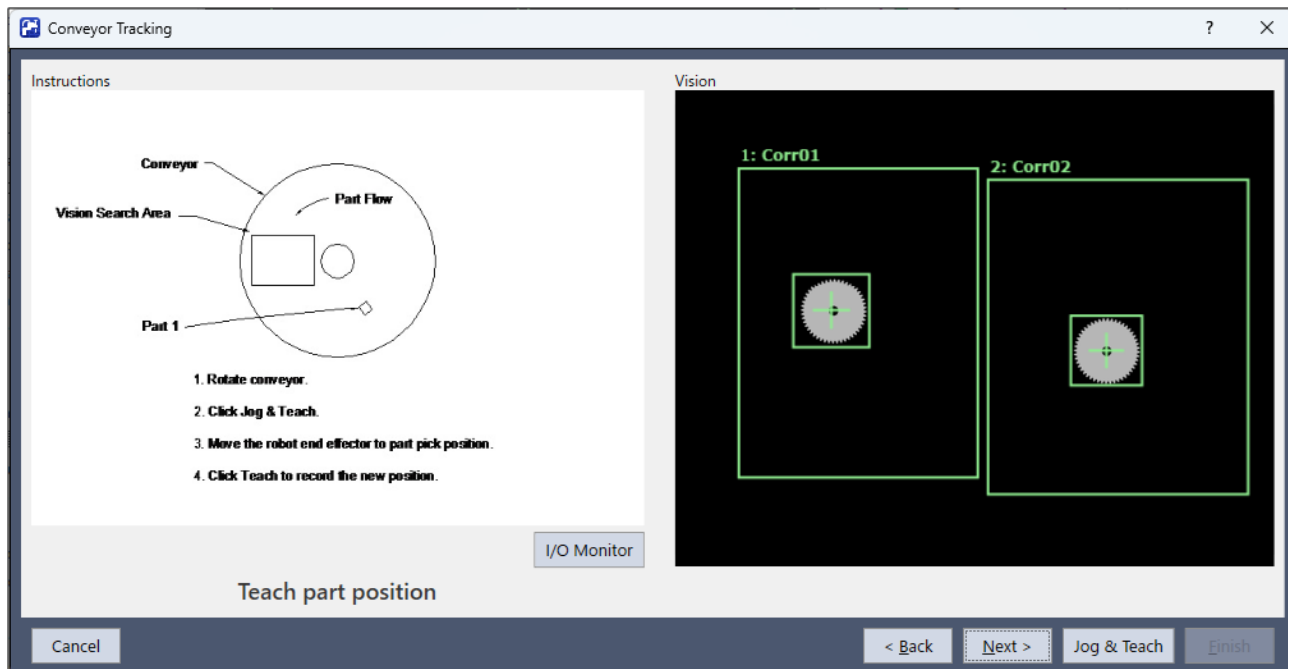 Conveyor Tracking
? ×
Instructions
Vision
Conveyor
Part Flow
Vision Search Area
Part 1
1. Rotate conveyor.
2. Click Jog & Teach.
3. Move the robot end effector to part pick position.
4. Click Teach to record the new position.
1: Corr01
2: Corr02
I/O Monitor
Teach part position
Cancel
< Back
Next >
Jog & Teach
Finish